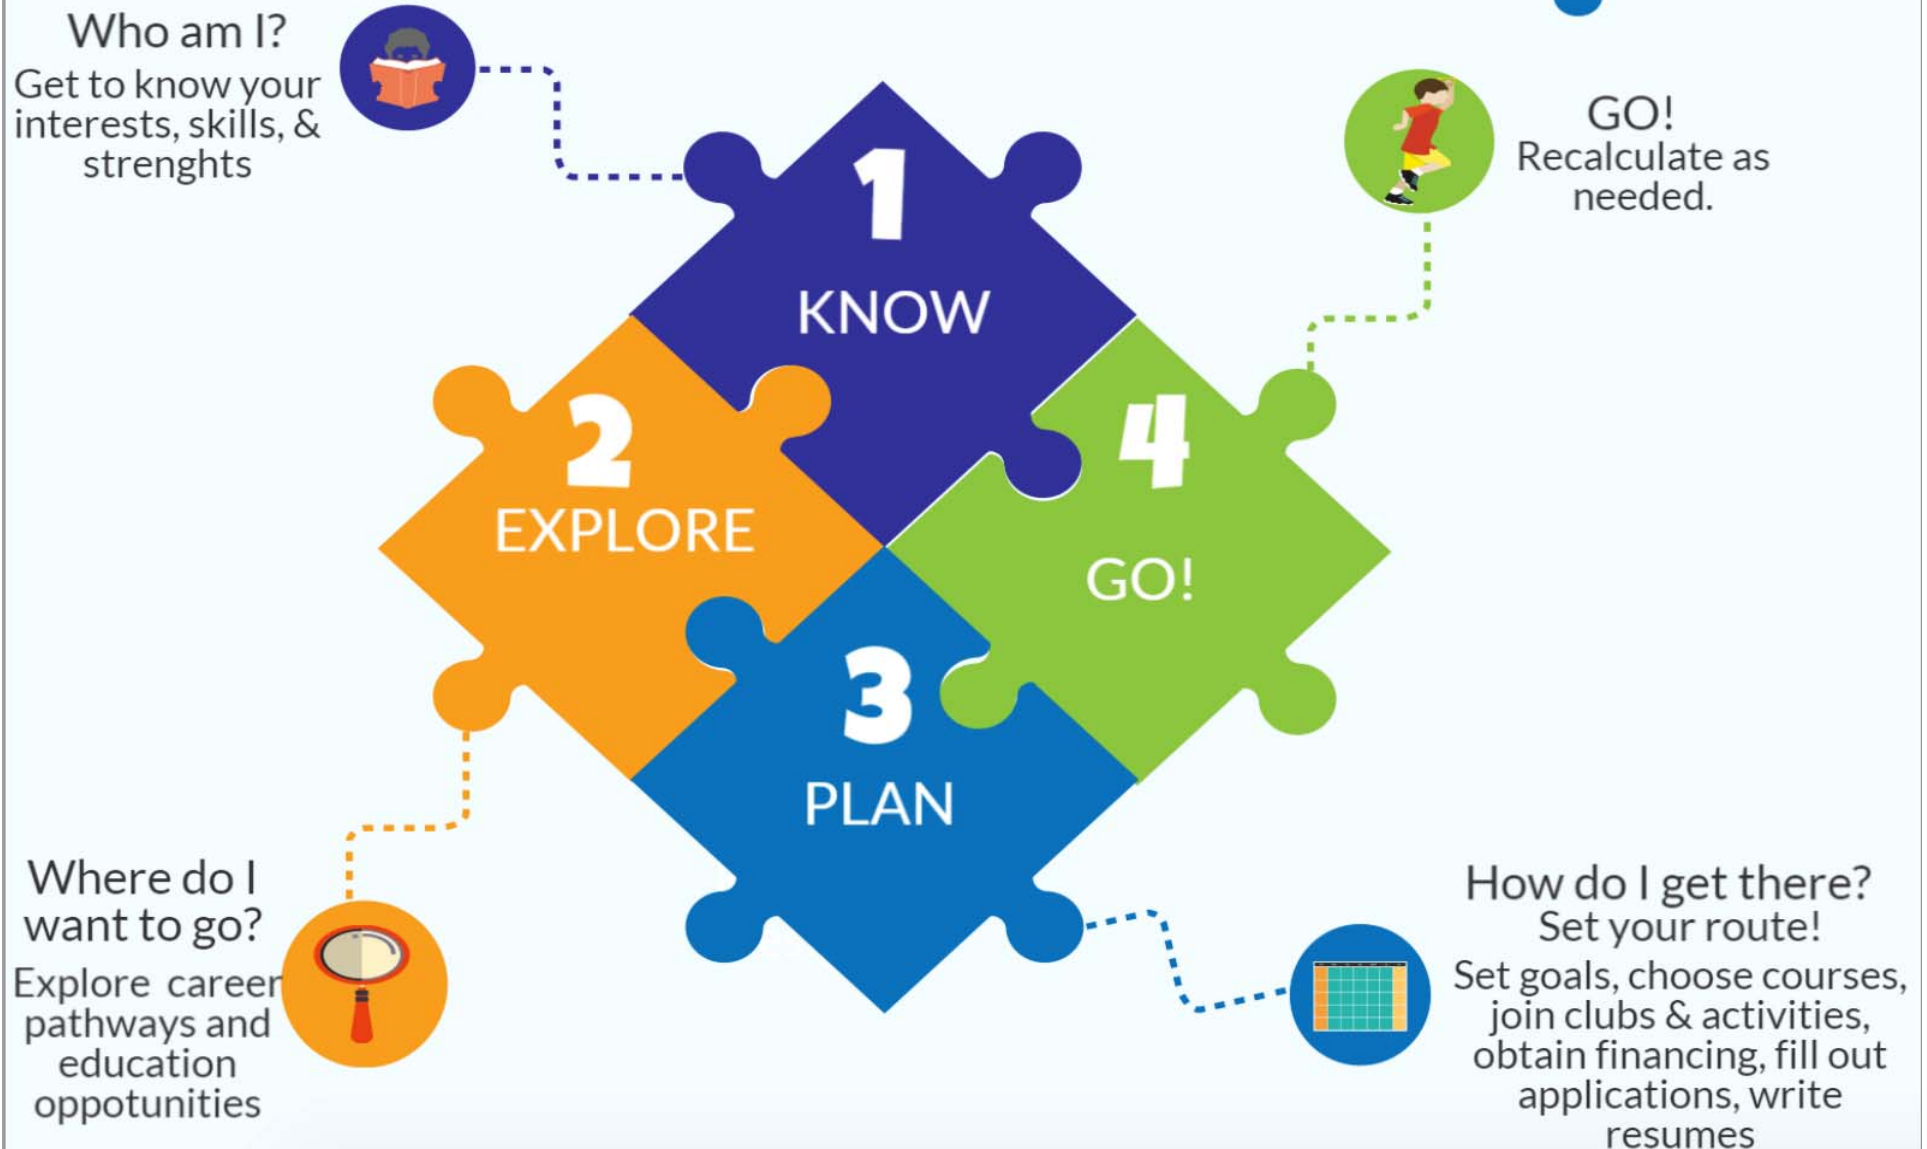 Who am I?
Get to know your
interests, skills, &
strenghts
1
KNOW
2
EXPLORE
Where do I
want to go?
Explore career
pathways and
education
oppotunities
3
PLAN
How do I get there?
Set your route!
Set goals, choose courses,
join clubs & activities,
obtain financing, fill out
applications, write
resumes
4
GO!
GO!
Recalculate as
needed.